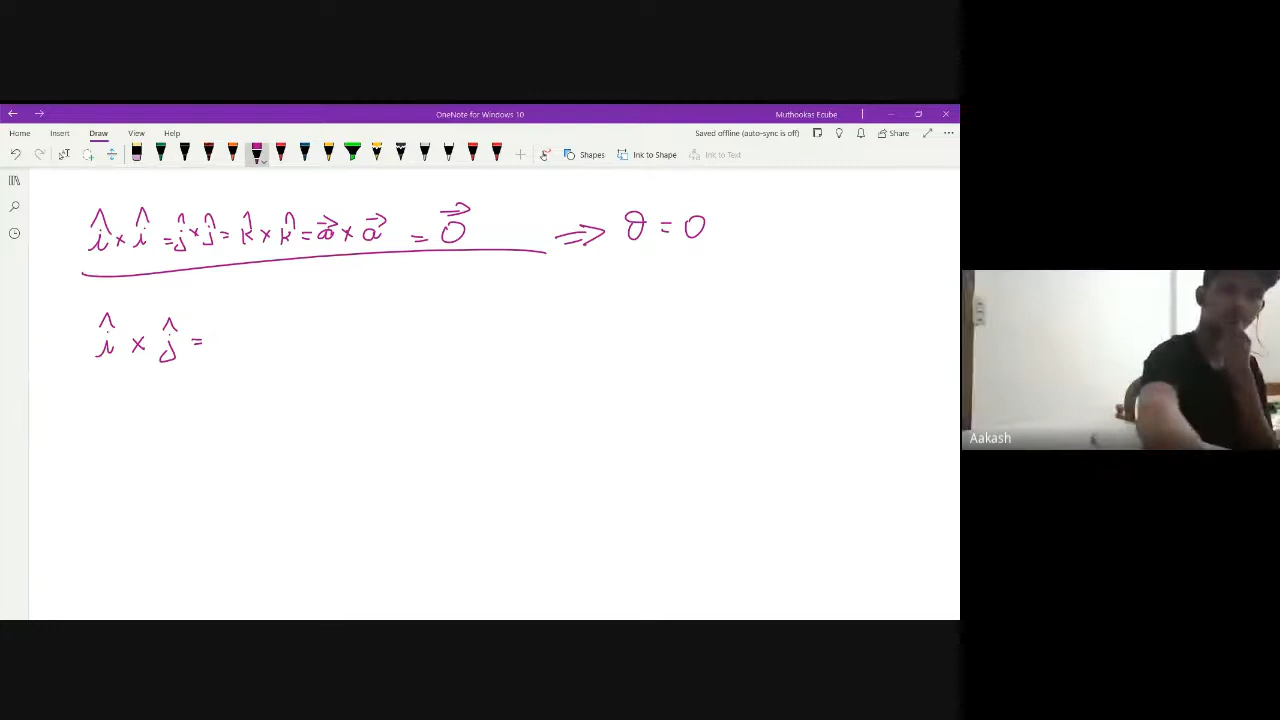 OneNote for Windows 10
Muthookas Ecube
Home Insert Draw View Help
Saved offline (auto-sync is off)
Share
Shapes
Ink to Shape
Ink to Text
î × î = ĵ × ĵ = k̂ × k̂ = a⃗ × a⃗ = 0⃗ ⇒ θ = 0
î × ĵ =
Aakash